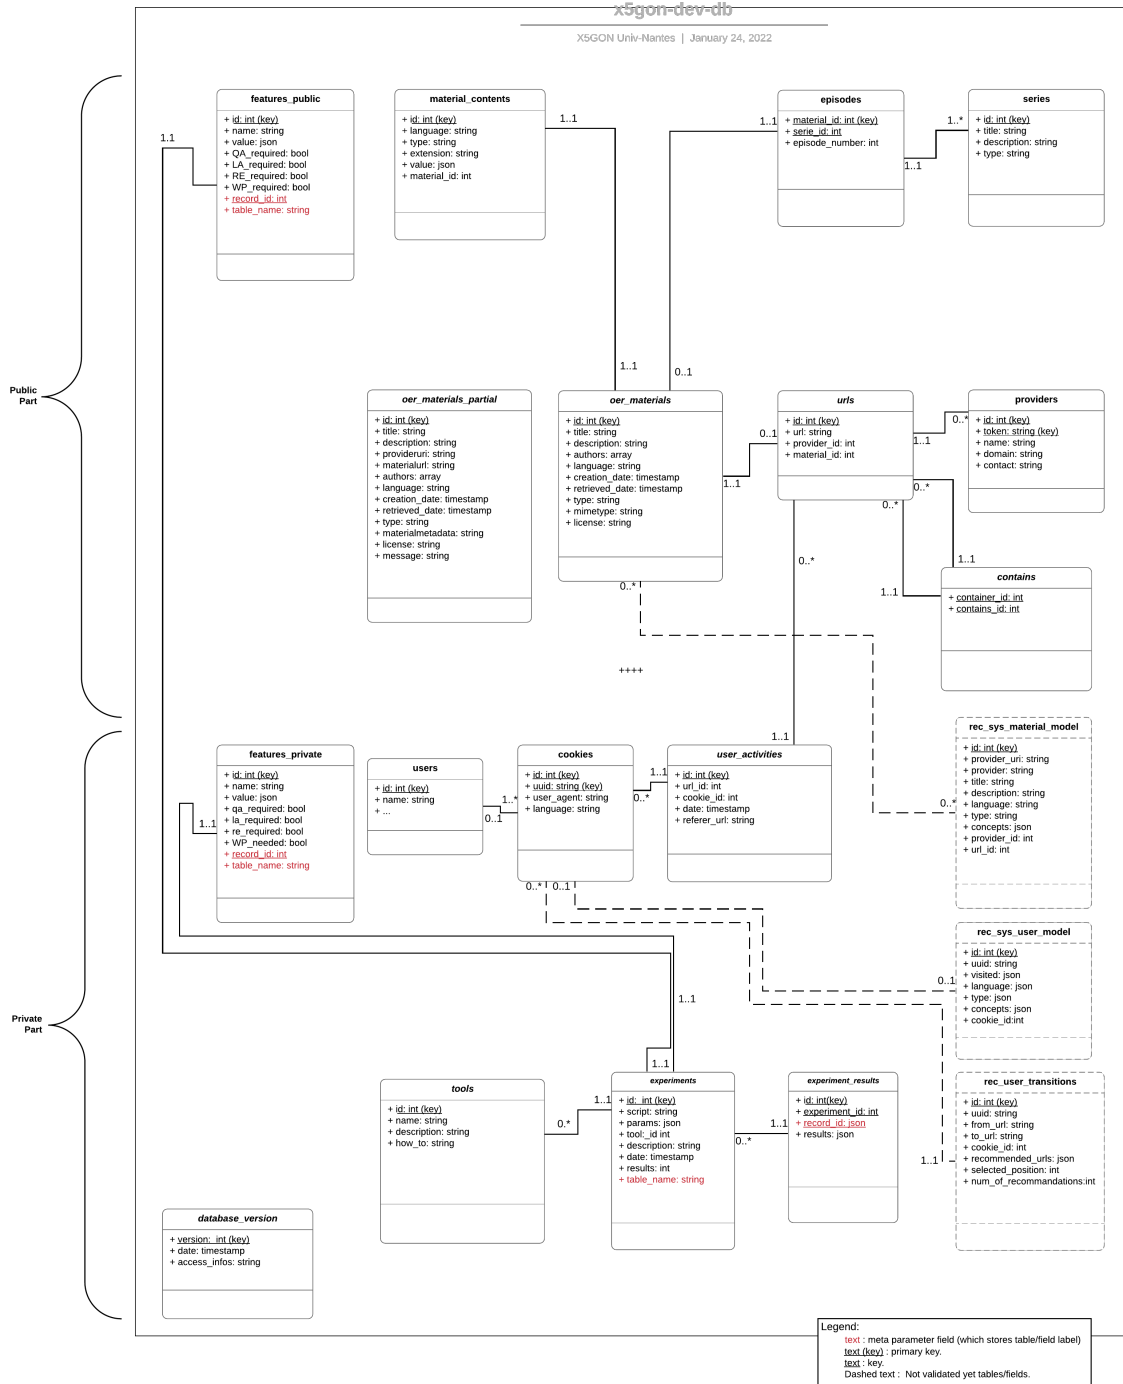 x5gon-dev-db
X5GON Univ-Nantes | January 24, 2022
Public
Part
features_public
+ id: int (key)
+ name: string
+ value: json
+ QA_required: bool
+ LA_required: bool
+ RE_required: bool
+ WP_required: bool
+ record_id: int
+ table_name: string
1.1
material_contents
+ id: int (key)
+ language: string
+ type: string
+ extension: string
+ value: json
+ material_id: int
1..1
1..1
episodes
+ material_id: int (key)
+ serie_id: int
+ episode_number: int
1..1
0..1
1..1
1..*
series
+ id: int (key)
+ title: string
+ description: string
+ type: string
oer_materials_partial
+ id: int (key)
+ title: string
+ description: string
+ provideruri: string
+ materialurl: string
+ authors: array
+ language: string
+ creation_date: timestamp
+ retrieved_date: timestamp
+ type: string
+ materialmetadata: string
+ license: string
+ message: string
oer_materials
+ id: int (key)
+ title: string
+ description: string
+ authors: array
+ language: string
+ creation_date: timestamp
+ retrieved_date: timestamp
+ type: string
+ mimetype: string
+ license: string
0..1
1..1
0..*
urls
+ id: int (key)
+ url: string
+ provider_id: int
+ material_id: int
1..1
0..*
0..*
0..*
0..*
providers
+ id: int (key)
+ token: string (key)
+ name: string
+ domain: string
+ contact: string
1..1
1..1
contains
+ container_id: int
+ contains_id: int
++++
1..1
Private
Part
features_private
+ id: int (key)
+ name: string
+ value: json
+ qa_required: bool
+ la_required: bool
+ re_required: bool
+ WP_needed: bool
+ record_id: int
+ table_name: string
1..1
users
+ id: int (key)
+ name: string
+ ...
1..*
0..1
cookies
+ id: int (key)
+ uuid: string (key)
+ user_agent: string
+ language: string
1..1
0..*
0..*
0..1
user_activities
+ id: int (key)
+ url_id: int
+ cookie_id: int
+ date: timestamp
+ referer_url: string
rec_sys_material_model
+ id: int (key)
+ provider_uri: string
+ provider: string
+ title: string
+ description: string
+ language: string
+ type: string
+ concepts: json
+ provider_id: int
+ url_id: int
0..*
rec_sys_user_model
+ id: int (key)
+ uuid: string
+ visited: json
+ language: json
+ type: json
+ concepts: json
+ cookie_id:int
0..1
1..1
1..1
tools
+ id: int (key)
+ name: string
+ description: string
+ how_to: string
1..1
0.*
experiments
+ id:  int (key)
+ script: string
+ params: json
+ tool:_id int
+ description: string
+ date: timestamp
+ results: int
+ table_name: string
1..1
0..*
experiment_results
+ id: int(key)
+ experiment_id: int
+ record_id: json
+ results: json
rec_user_transitions
+ id: int (key)
+ uuid: string
+ from_url: string
+ to_url: string
+ cookie_id: int
+ recommended_urls: json
+ selected_position: int
+ num_of_recommandations:int
1..1
database_version
+ version:  int (key)
+ date: timestamp
+ access_infos: string
Legend:
text : meta parameter field (which stores table/field label)
text (key) : primary key.
text : key.
Dashed text :  Not validated yet tables/fields.